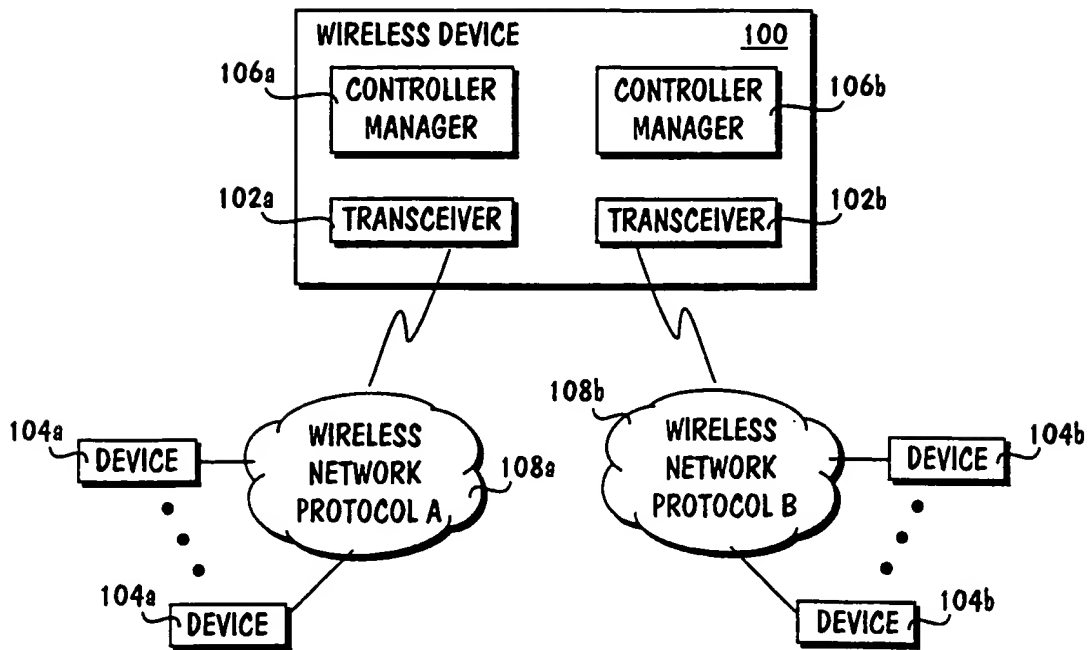 WIRELESS DEVICE
100
106a
CONTROLLER
MANAGER
CONTROLLER
MANAGER
106b
102a
TRANSCEIVER
TRANSCEIVER
102b
104a
DEVICE
WIRELESS
NETWORK
PROTOCOL A
108a
108b
WIRELESS
NETWORK
PROTOCOL B
104b
DEVICE
104a
DEVICE
DEVICE
104b